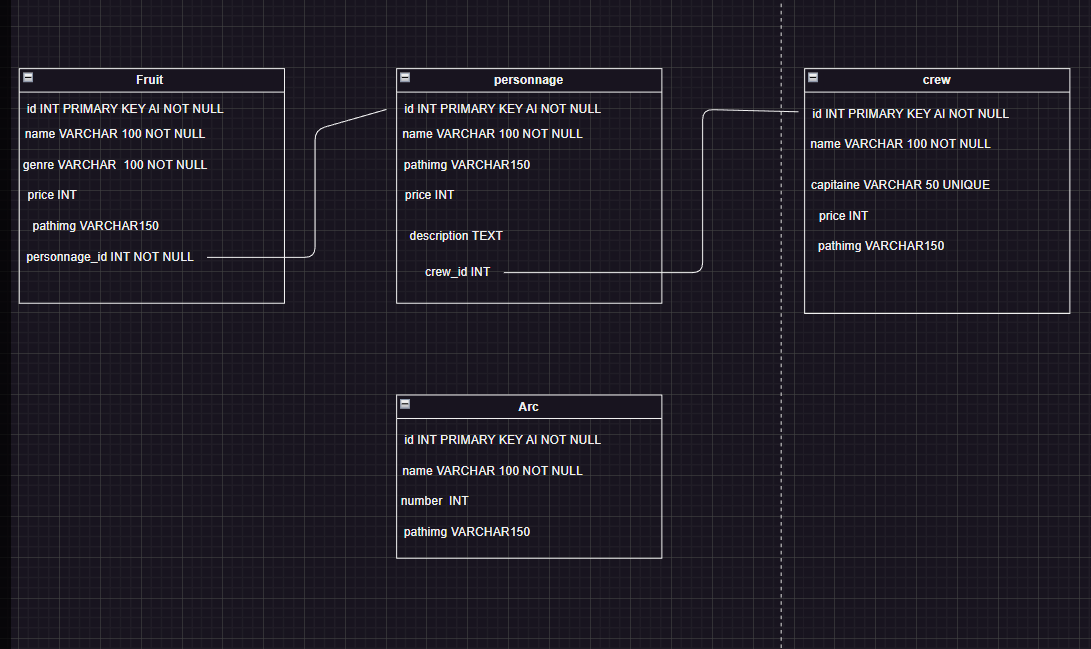 Fruit
id INT PRIMARY KEY AI NOT NULL
name VARCHAR 100 NOT NULL
genre VARCHAR  100 NOT NULL
price INT
pathimg VARCHAR150
personnage_id INT NOT NULL
personnage
id INT PRIMARY KEY AI NOT NULL
name VARCHAR 100 NOT NULL
pathimg VARCHAR150
price INT
description TEXT
crew_id INT
crew
id INT PRIMARY KEY AI NOT NULL
name VARCHAR 100 NOT NULL
capitaine VARCHAR 50 UNIQUE
price INT
pathimg VARCHAR150
Arc
id INT PRIMARY KEY AI NOT NULL
name VARCHAR 100 NOT NULL
number  INT
pathimg VARCHAR150